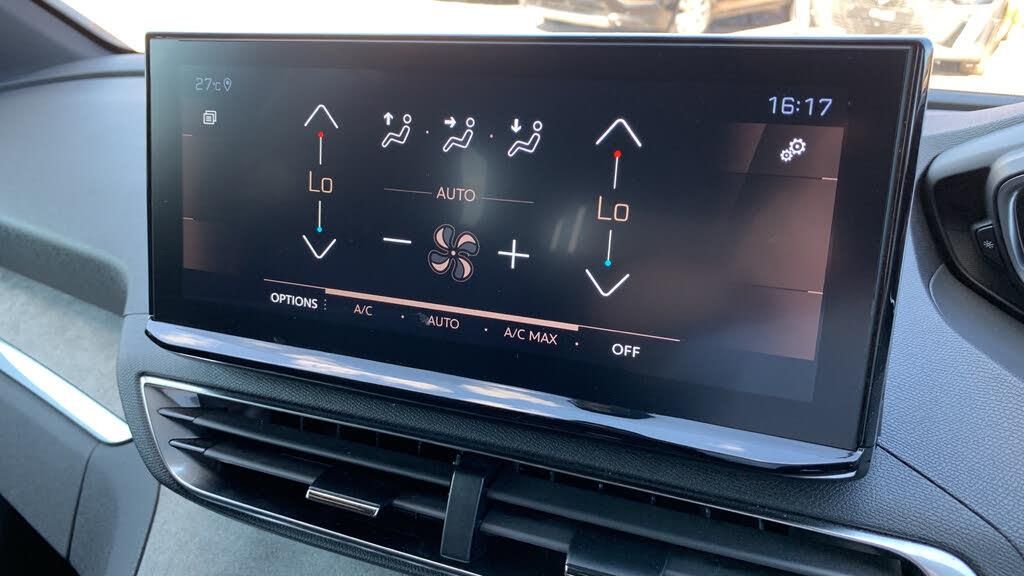 27°C
16:17
Lo
Lo
AUTO
OPTIONS
A/C
AUTO
A/C MAX
OFF